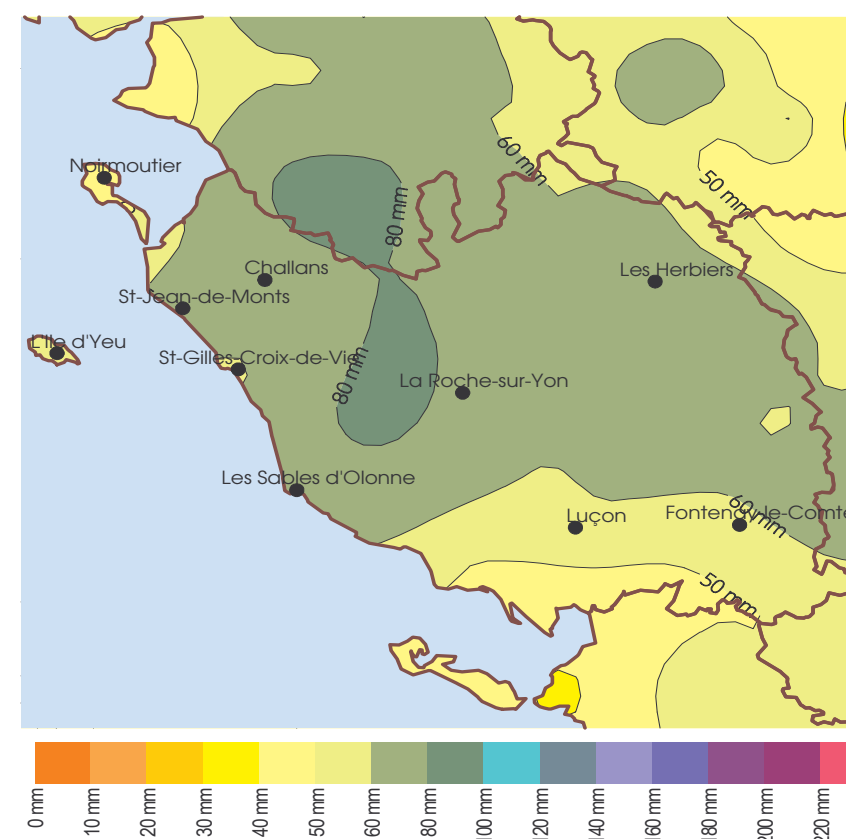 60 mm
Noirmoutier
50 mm
80 mm
Challans
Les Herbiers
St-Jean-de-Monts
L'Ile d'Yeu
St-Gilles-Croix-de-Vie
80 mm
La Roche-sur-Yon
Les Sables d'Olonne
Luçon
Fontenay-le-Comte
60 mm
50 mm
0 mm
10 mm
20 mm
30 mm
40 mm
50 mm
60 mm
80 mm
100 mm
120 mm
140 mm
160 mm
180 mm
200 mm
220 mm